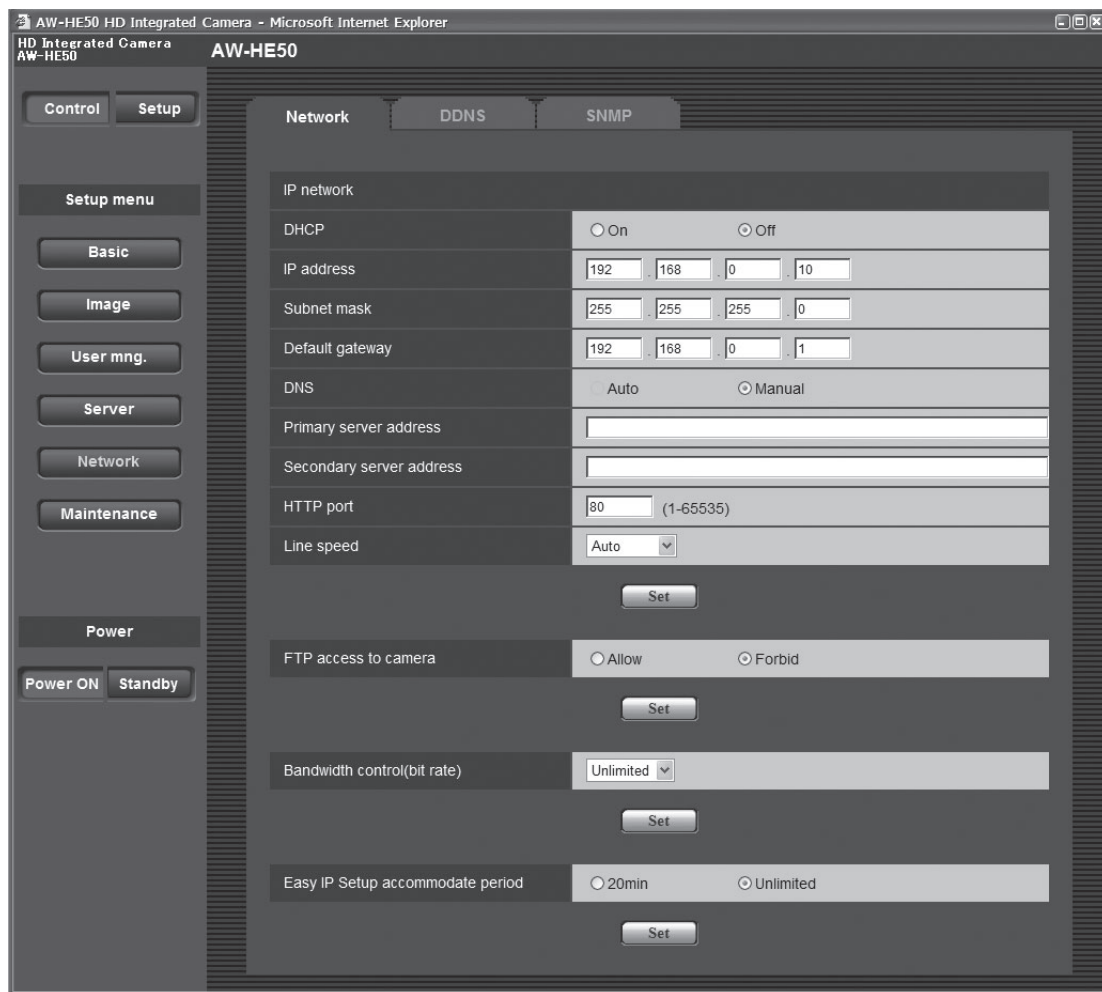 AW-HE50 HD Integrated Camera - Microsoft Internet Explorer
HD Integrated Camera
AW-HE50
AW-HE50
Control Setup
Network DDNS SNMP
Setup menu
Basic
Image
User mng.
Server
Network
Maintenance
Power
Power ON Standby
IP network
DHCP On Off
IP address 192 . 168 . 0 . 10
Subnet mask 255 . 255 . 255 . 0
Default gateway 192 . 168 . 0 . 1
DNS Auto Manual
Primary server address
Secondary server address
HTTP port 80 (1-65535)
Line speed Auto
Set
FTP access to camera Allow Forbid
Set
Bandwidth control(bit rate) Unlimited
Set
Easy IP Setup accommodate period 20min Unlimited
Set